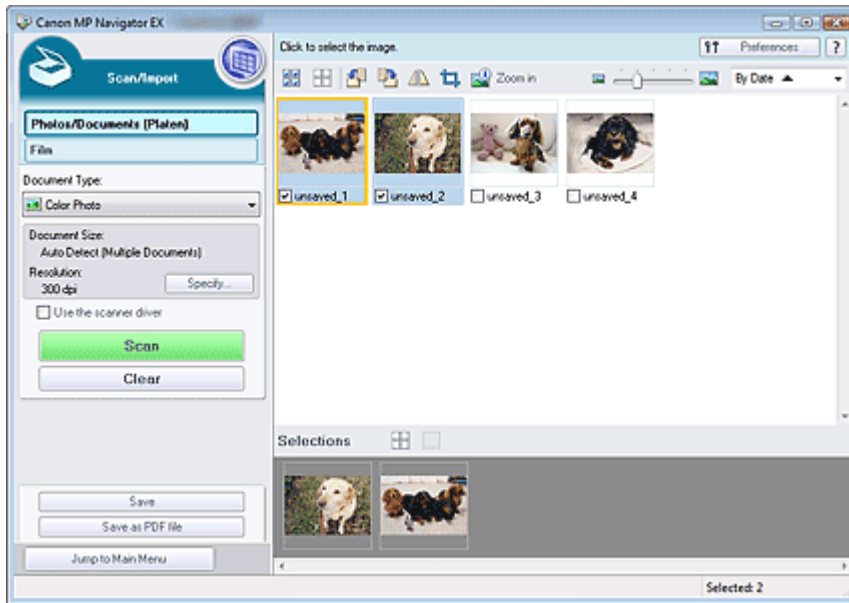 Canon MP Navigator EX
Scan/Import
Click to select the image.
Preferences
?
Zoom in
By Date
Photos/Documents (Platen)
Film
Document Type:
Color Photo
Document Size:
Auto Detect (Multiple Documents)
Resolution:
300 dpi
Specify...
Use the scanner driver
Scan
Clear
unsaved_1
unsaved_2
unsaved_3
unsaved_4
Selections
Save
Save as PDF file
Jump to Main Menu
Selected: 2